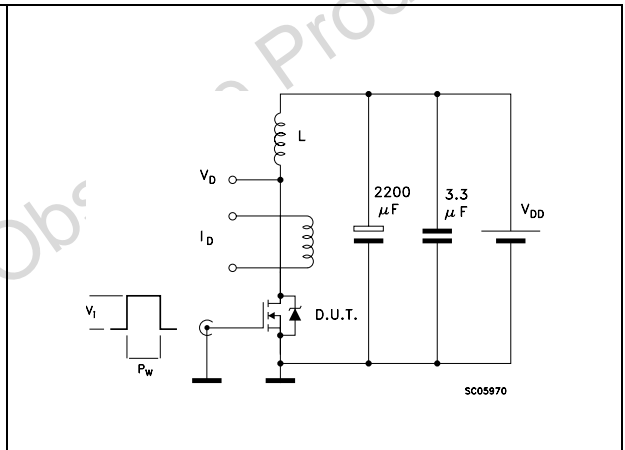 L
V_D
2200
µF
3.3
µF
V_DD
I_D
V_i
D.U.T.
P_W
SC05970